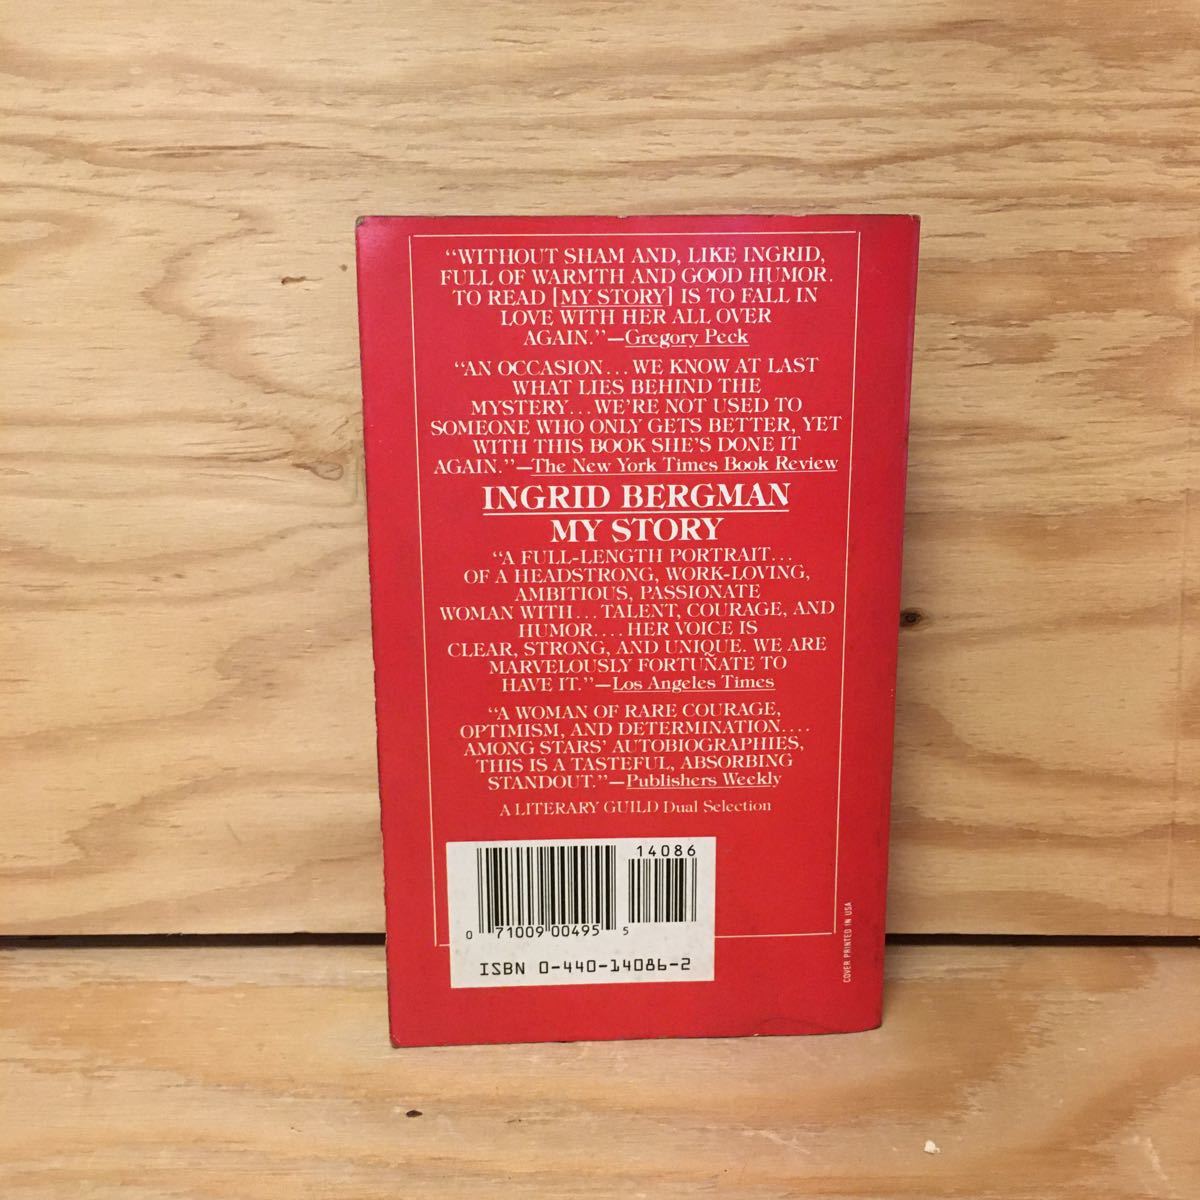 “WITHOUT SHAM AND, LIKE INGRID,
FULL OF WARMTH AND GOOD HUMOR.
TO READ [MY STORY] IS TO FALL IN
LOVE WITH HER ALL OVER
AGAIN.”—Gregory Peck
“AN OCCASION... WE KNOW AT LAST
WHAT LIES BEHIND THE
MYSTERY... WE'RE NOT USED TO
SOMEONE WHO ONLY GETS BETTER, YET
WITH THIS BOOK SHE'S DONE IT
AGAIN.”—The New York Times Book Review
INGRID BERGMAN
MY STORY
“A FULL-LENGTH PORTRAIT...
OF A HEADSTRONG, WORK-LOVING,
AMBITIOUS, PASSIONATE
WOMAN WITH... TALENT, COURAGE, AND
HUMOR.... HER VOICE IS
CLEAR, STRONG, AND UNIQUE. WE ARE
MARVELOUSLY FORTUNATE TO
HAVE IT.”—Los Angeles Times
“A WOMAN OF RARE COURAGE,
OPTIMISM, AND DETERMINATION....
AMONG STARS' AUTOBIOGRAPHIES,
THIS IS A TASTEFUL, ABSORBING
STANDOUT.”—Publishers Weekly
A LITERARY GUILD Dual Selection
14086
0 71009 00495 5
ISBN 0-440-14086-2
COVER PRINTED IN USA